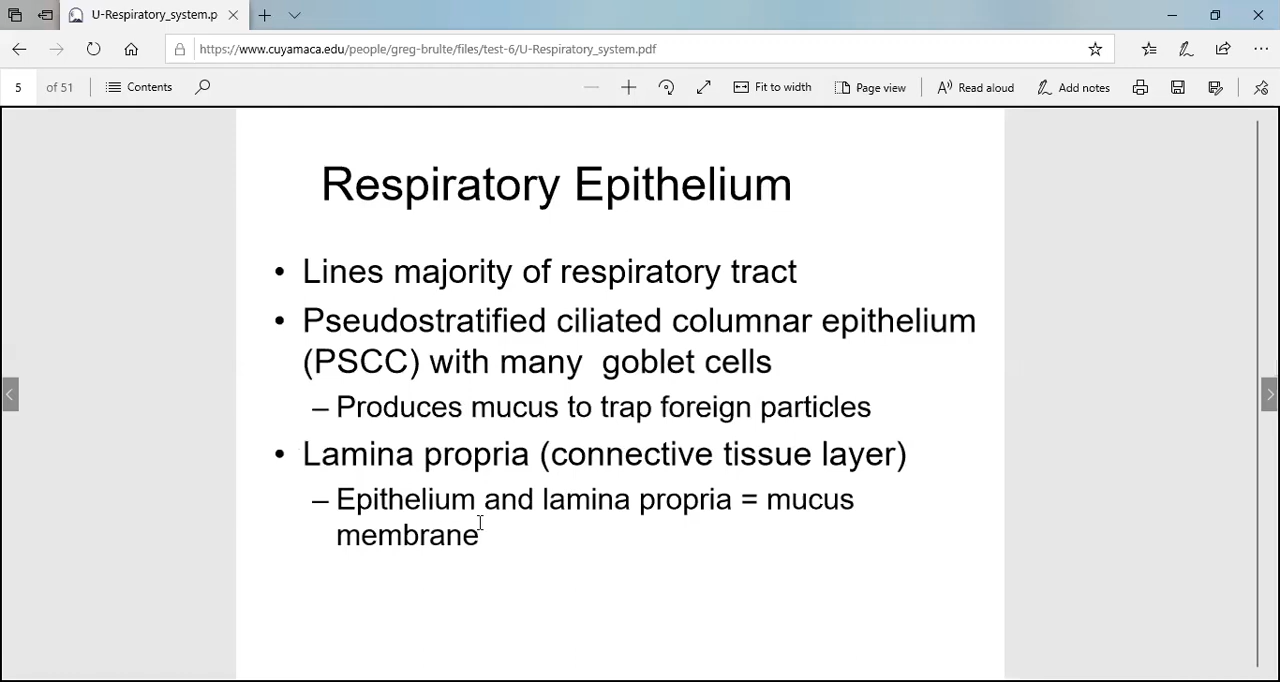 U-Respiratory_system.p
https://www.cuyamaca.edu/people/greg-brulte/files/test-6/U-Respiratory_system.pdf
5 of 51 Contents Fit to width Page view Read aloud Add notes
Respiratory Epithelium
• Lines majority of respiratory tract
• Pseudostratified ciliated columnar epithelium
(PSCC) with many goblet cells
– Produces mucus to trap foreign particles
• Lamina propria (connective tissue layer)
– Epithelium and lamina propria = mucus
membrane